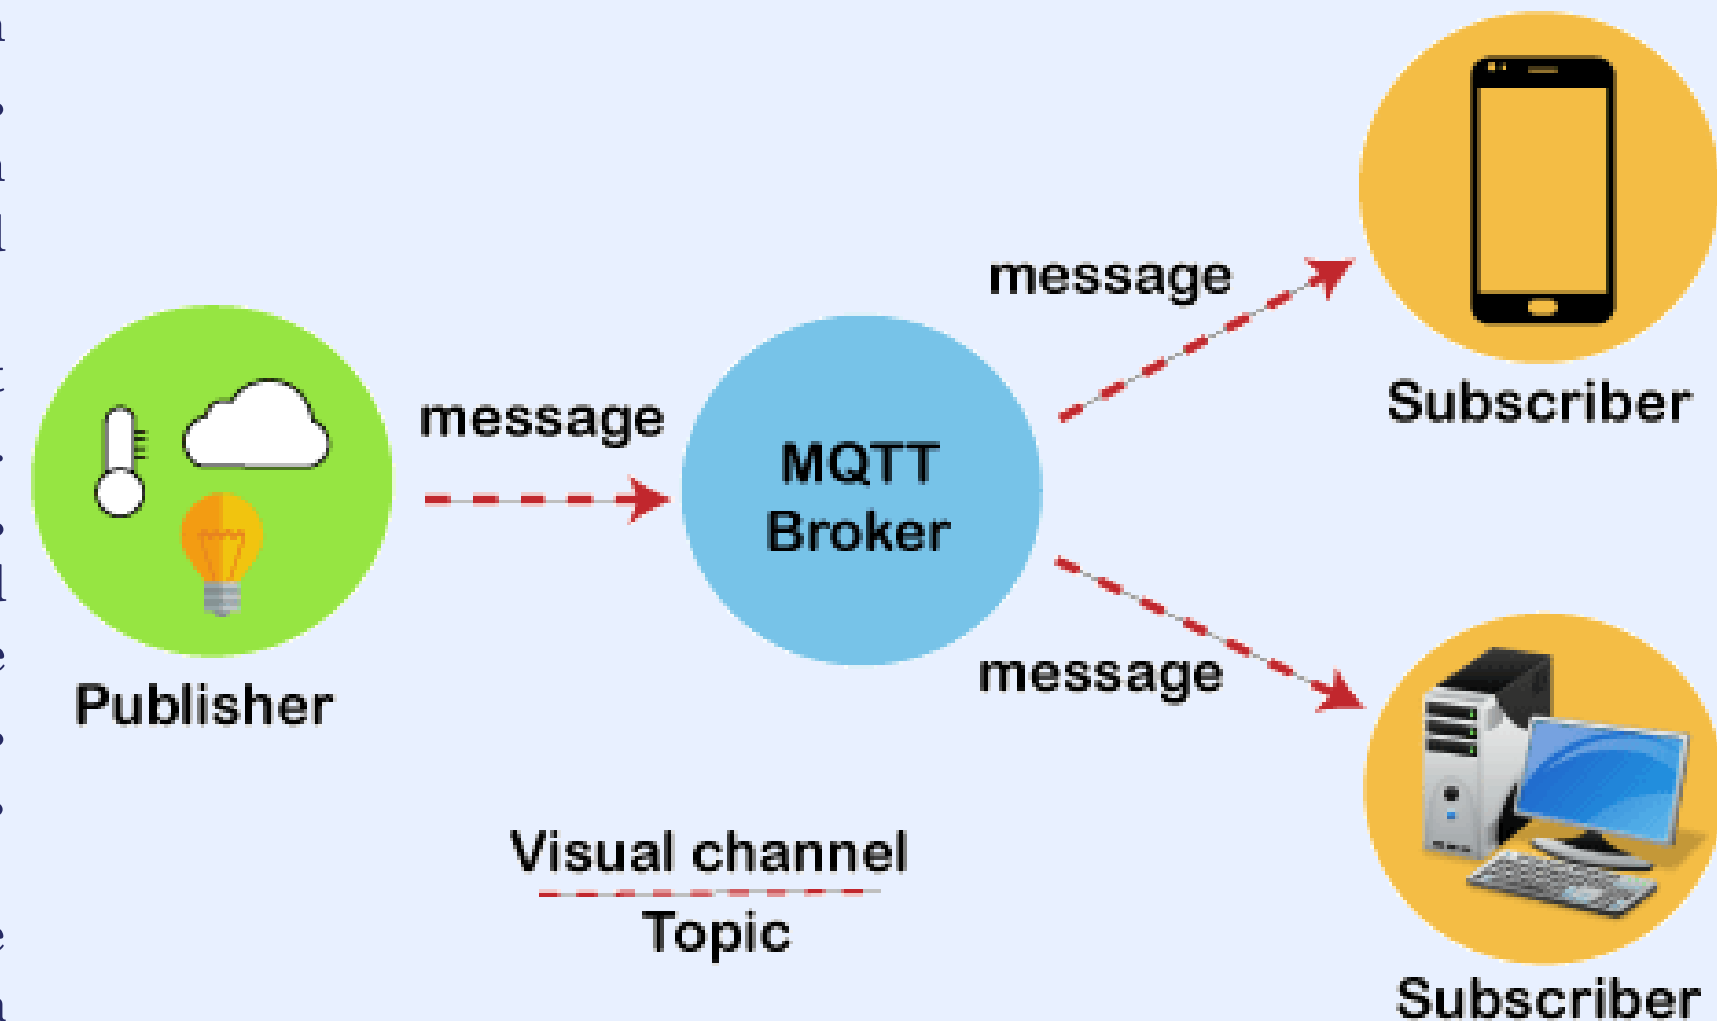 message
Subscriber
message
MQTT
Broker
Publisher
message
Visual channel
Topic
Subscriber